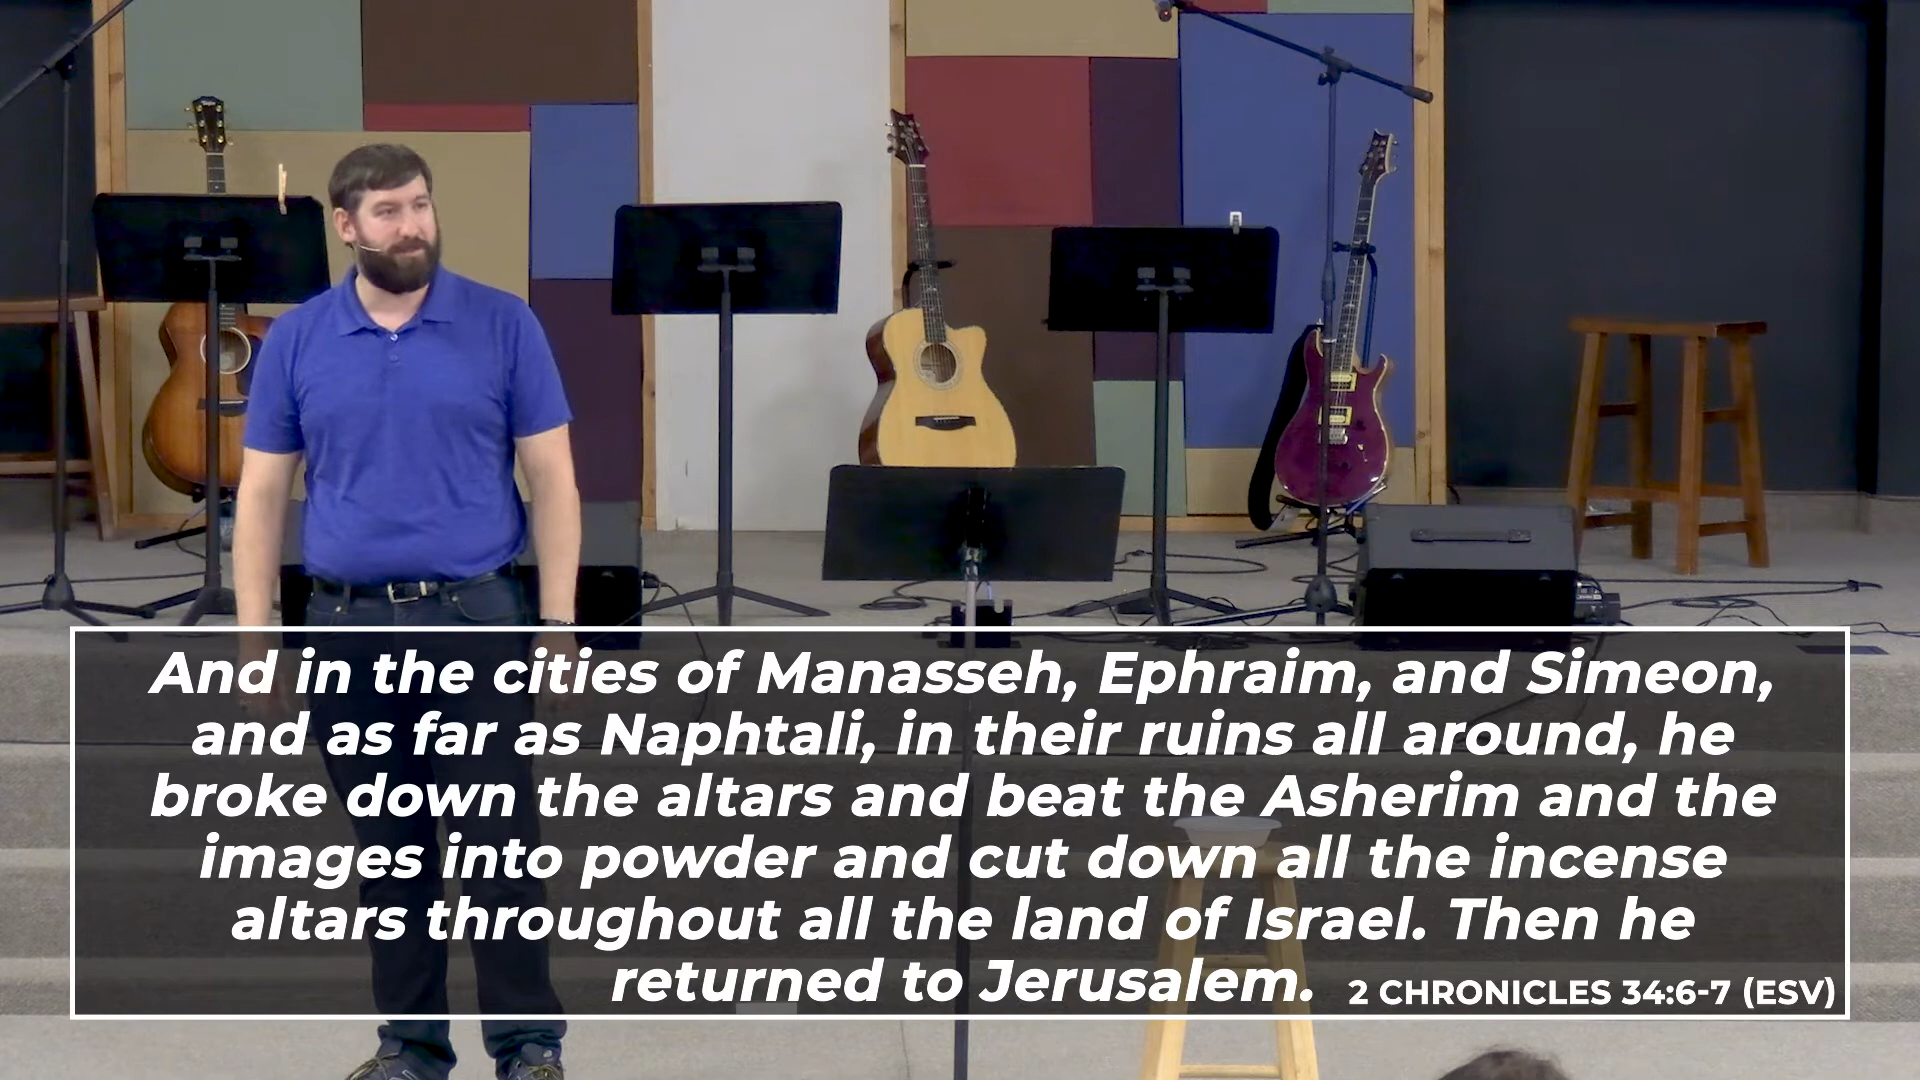 And in the cities of Manasseh, Ephraim, and Simeon,
and as far as Naphtali, in their ruins all around, he
broke down the altars and beat the Asherim and the
images into powder and cut down all the incense
altars throughout all the land of Israel. Then he
returned to Jerusalem.
2 CHRONICLES 34:6-7 (ESV)